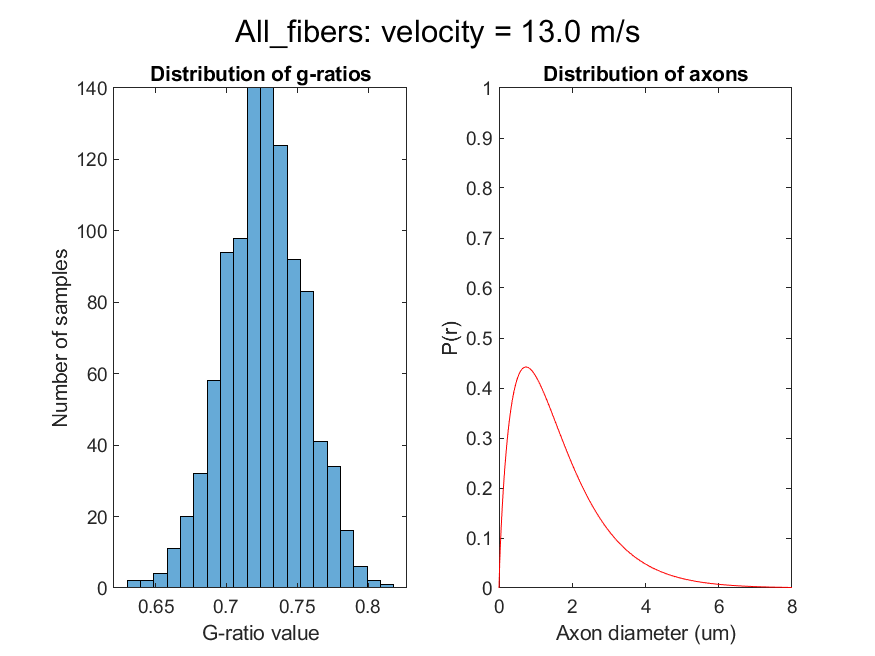 All_fibers: velocity = 13.0 m/s
Distribution of g-ratios
140
120
100
80
60
40
20
0
Number of samples
0.65 0.7 0.75 0.8
G-ratio value
Distribution of axons
1
0.9
0.8
0.7
0.6
0.5
0.4
0.3
0.2
0.1
0
P(r)
0 2 4 6 8
Axon diameter (um)